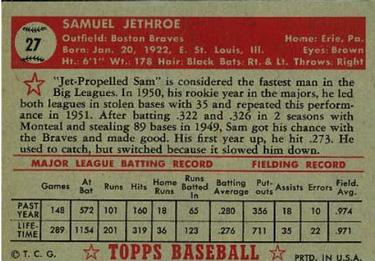 27
SAMUEL JETHROE
Outfield: Boston Braves Home: Erie, Pa.
Born: Jan. 20, 1922, E. St. Louis, Ill. Eyes: Brown
Ht.: 6'1" Wt.: 178 Hair: Black Bats: Rt. & Lt. Throws: Right
"Jet-Propelled Sam" is considered the fastest man in the
Big Leagues. In 1950, his rookie year in the majors, he led
both leagues in stolen bases with 35 and repeated this perform-
ance in 1951. After batting .322 and .326 in 2 seasons with
Monteal and stealing 89 bases in 1949, Sam got his chance with
the Braves and made good. His first year up, he hit .273. He
used to catch, but switched because it slowed him down.
MAJOR LEAGUE BATTING RECORD FIELDING RECORD
Games At Bat Runs Hits Home Runs Runs Batted In Batting Average Put-outs Assists Errors Field. Avg.
PAST YEAR 148 572 101 160 18 65 .280 356 18 10 .974
LIFE-TIME 289 1154 201 319 36 123 .276 711 35 22 .971
© T. C. G. TOPPS BASEBALL PRTD. IN U.S.A.